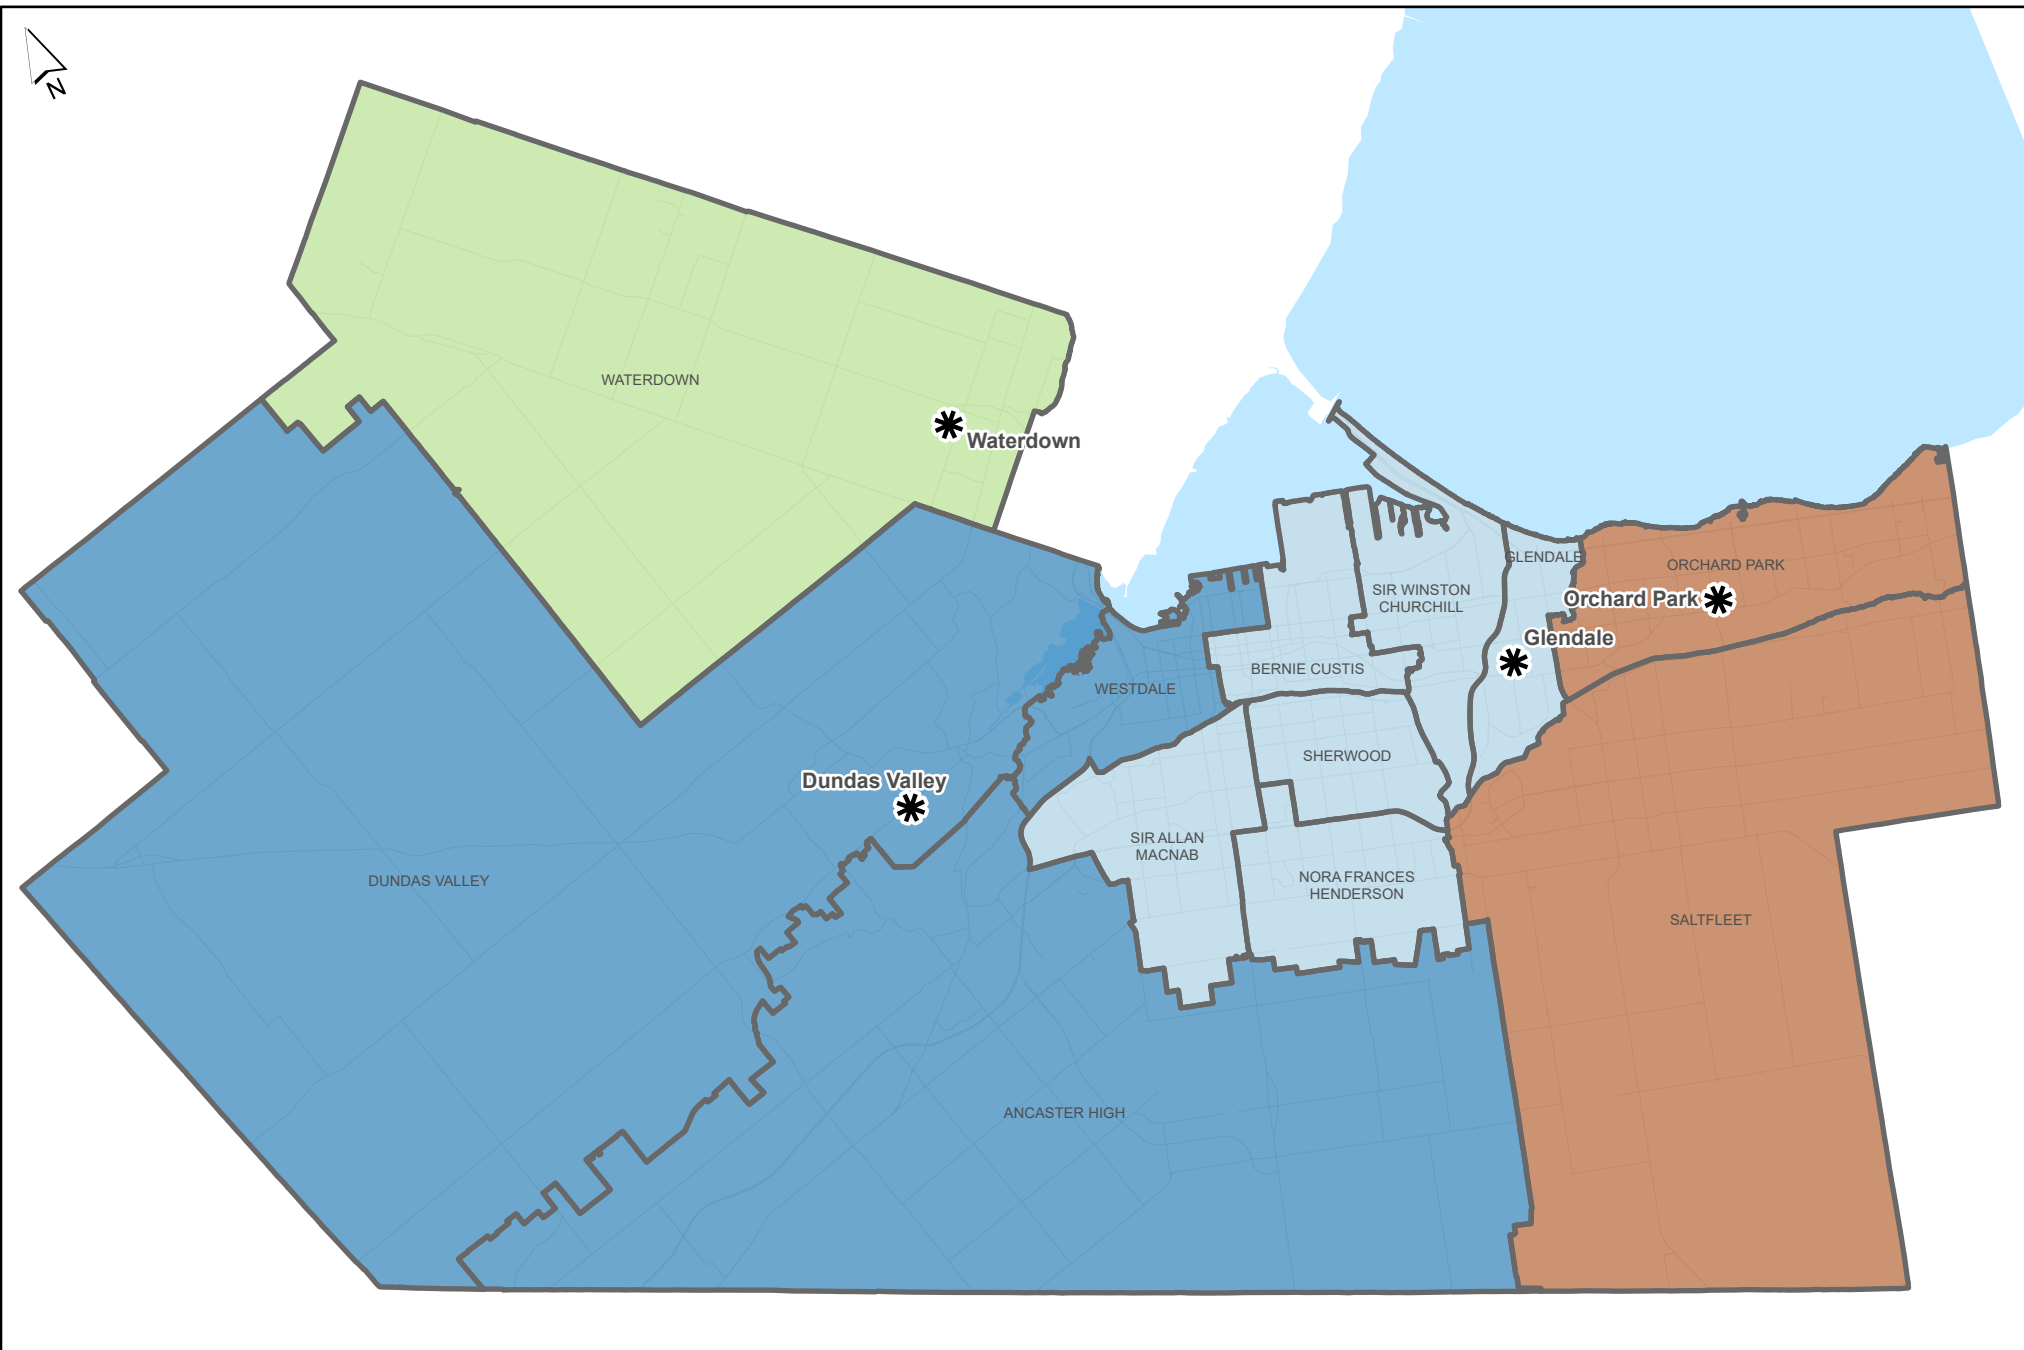 N
WATERDOWN
Waterdown
GLENDALE
ORCHARD PARK
SIR WINSTON
CHURCHILL
Orchard Park
Glendale
BERNIE CUSTIS
WESTDALE
SHERWOOD
Dundas Valley
SIR ALLAN
MACNAB
DUNDAS VALLEY
NORA FRANCES
HENDERSON
SALTFLEET
ANCASTER HIGH